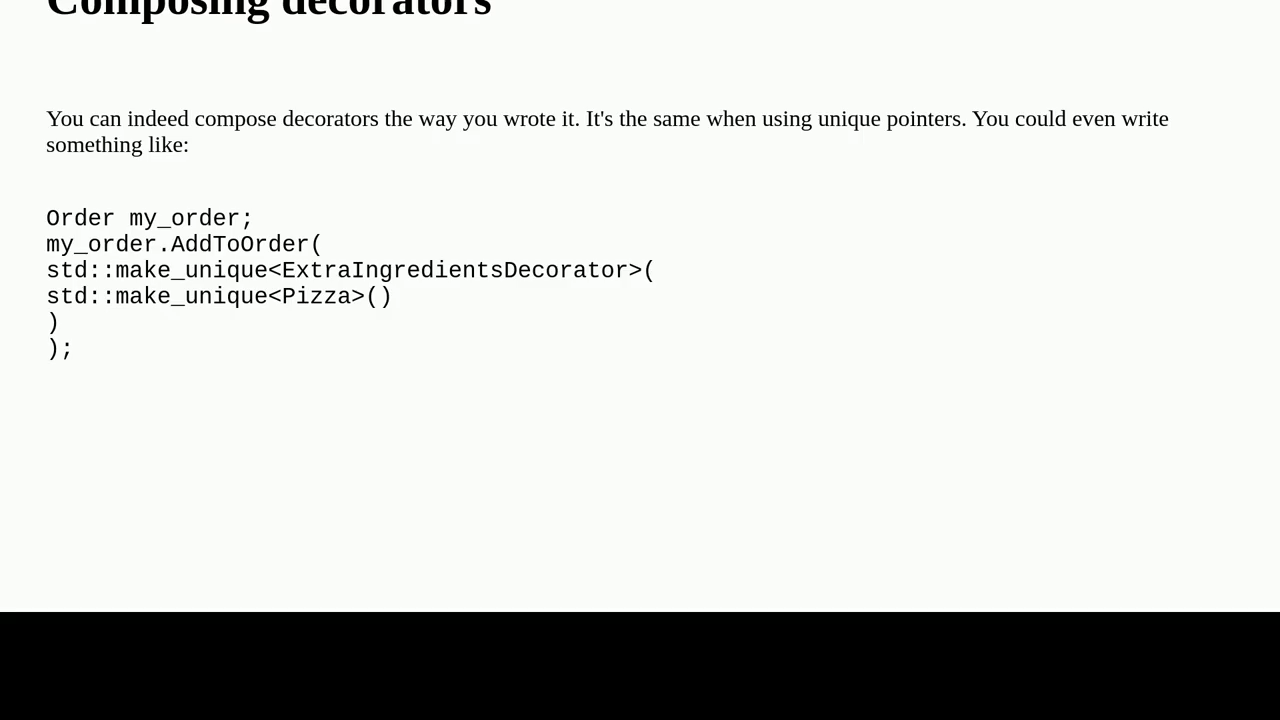 Composing decorators
You can indeed compose decorators the way you wrote it. It's the same when using unique pointers. You could even write
something like:
Order my_order;
my_order.AddToOrder(
std::make_unique<ExtraIngredientsDecorator>(
std::make_unique<Pizza>()
)
);